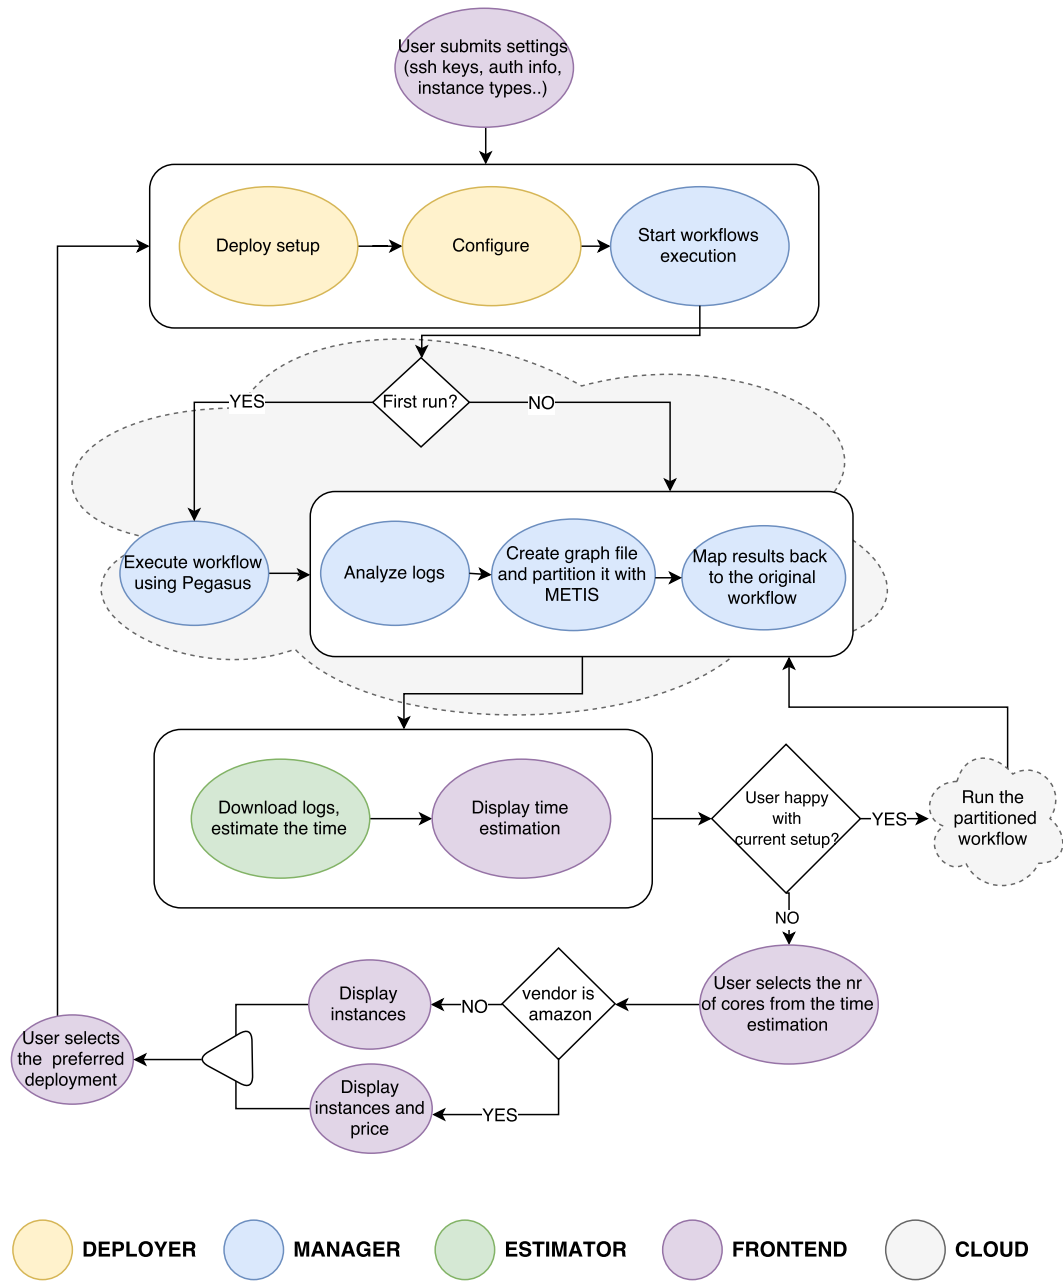 User submits settings
(ssh keys, auth info,
instance types..)
Deploy setup
Configure
Start workflows
execution
First run?
YES
NO
Execute workflow
using Pegasus
Analyze logs
Create graph file
and partition it with
METIS
Map results back
to the original
workflow
Download logs,
estimate the time
Display time
estimation
User happy
with
current setup?
YES
Run the
partitioned
workflow
NO
User selects the nr
of cores from the time
estimation
vendor is
amazon
NO
Display
instances
YES
Display
instances and
price
User selects
the preferred
deployment
DEPLOYER
MANAGER
ESTIMATOR
FRONTEND
CLOUD